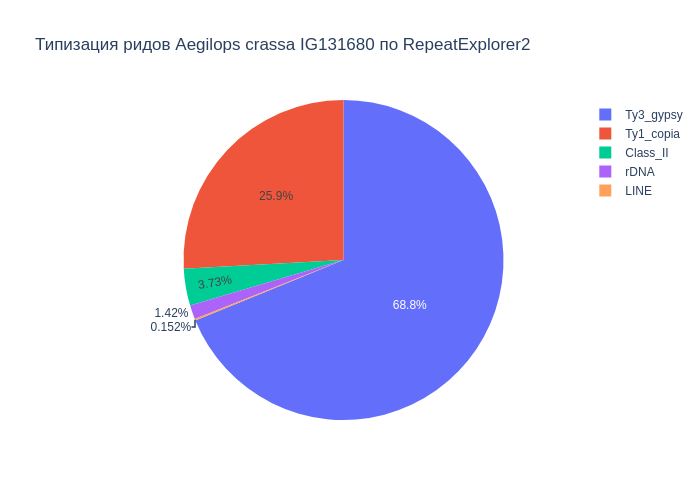 Типизация ридов Aegilops crassa IG131680 по RepeatExplorer2
Ty3_gypsy
Ty1_copia
Class_II
rDNA
LINE
25.9%
3.73%
1.42%
0.152%
68.8%